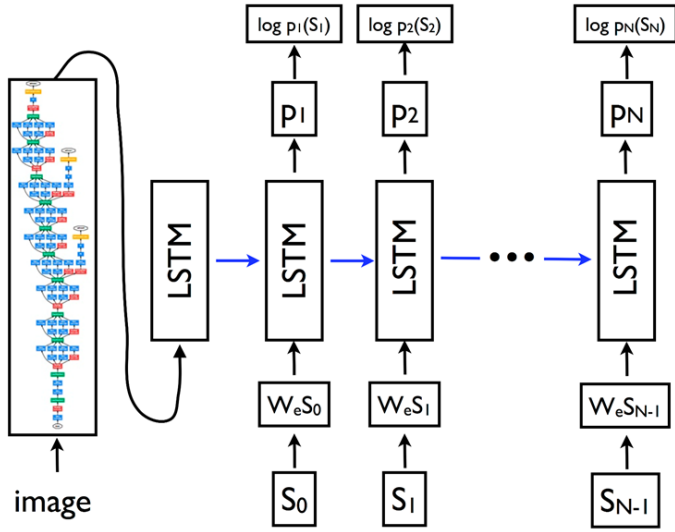 log p₁(S₁) log p₂(S₂) log pN(SN)
p₁ p₂ pN
LSTM LSTM LSTM ••• LSTM
WₑS₀ WₑS₁ WₑSN-1
image S₀ S₁ SN-1